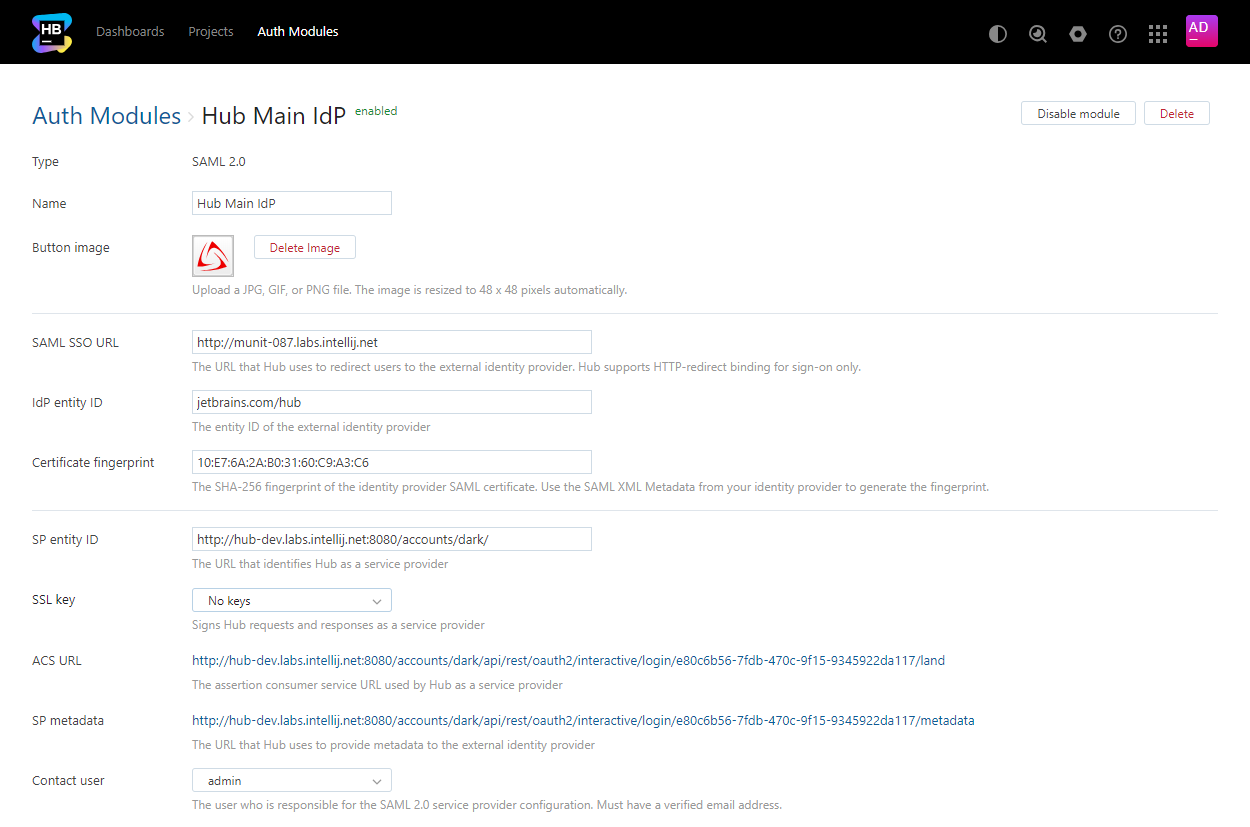 HB
Dashboards Projects Auth Modules
AD
Auth Modules › Hub Main IdP enabled
Disable module Delete
Type SAML 2.0
Name Hub Main IdP
Button image Delete Image
Upload a JPG, GIF, or PNG file. The image is resized to 48 x 48 pixels automatically.
SAML SSO URL http://munit-087.labs.intellij.net
The URL that Hub uses to redirect users to the external identity provider. Hub supports HTTP-redirect binding for sign-on only.
IdP entity ID jetbrains.com/hub
The entity ID of the external identity provider
Certificate fingerprint 10:E7:6A:2A:B0:31:60:C9:A3:C6
The SHA-256 fingerprint of the identity provider SAML certificate. Use the SAML XML Metadata from your identity provider to generate the fingerprint.
SP entity ID http://hub-dev.labs.intellij.net:8080/accounts/dark/
The URL that identifies Hub as a service provider
SSL key No keys
Signs Hub requests and responses as a service provider
ACS URL http://hub-dev.labs.intellij.net:8080/accounts/dark/api/rest/oauth2/interactive/login/e80c6b56-7fdb-470c-9f15-9345922da117/land
The assertion consumer service URL used by Hub as a service provider
SP metadata http://hub-dev.labs.intellij.net:8080/accounts/dark/api/rest/oauth2/interactive/login/e80c6b56-7fdb-470c-9f15-9345922da117/metadata
The URL that Hub uses to provide metadata to the external identity provider
Contact user admin
The user who is responsible for the SAML 2.0 service provider configuration. Must have a verified email address.